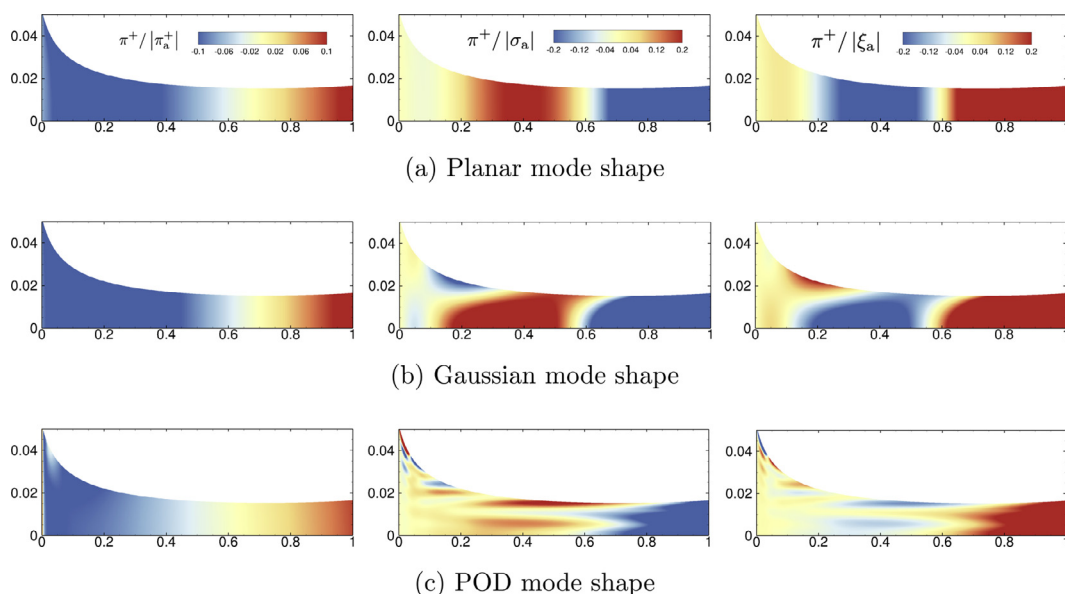 π⁺/|πₐ⁺| -0.1 -0.06 -0.02 0.02 0.06 0.1
π⁺/|σₐ| -0.2 -0.12 -0.04 0.04 0.12 0.2
π⁺/|ξₐ| -0.2 -0.12 -0.04 0.04 0.12 0.2
0.04 0.04 0.04
0.02 0.02 0.02
0 0 0
0 0.2 0.4 0.6 0.8 1 0 0.2 0.4 0.6 0.8 1 0 0.2 0.4 0.6 0.8 1
(a) Planar mode shape
0.04 0.04 0.04
0.02 0.02 0.02
0 0 0
0 0.2 0.4 0.6 0.8 1 0 0.2 0.4 0.6 0.8 1 0 0.2 0.4 0.6 0.8 1
(b) Gaussian mode shape
0.04 0.04 0.04
0.02 0.02 0.02
0 0 0
0 0.2 0.4 0.6 0.8 1 0 0.2 0.4 0.6 0.8 1 0 0.2 0.4 0.6 0.8 1
(c) POD mode shape